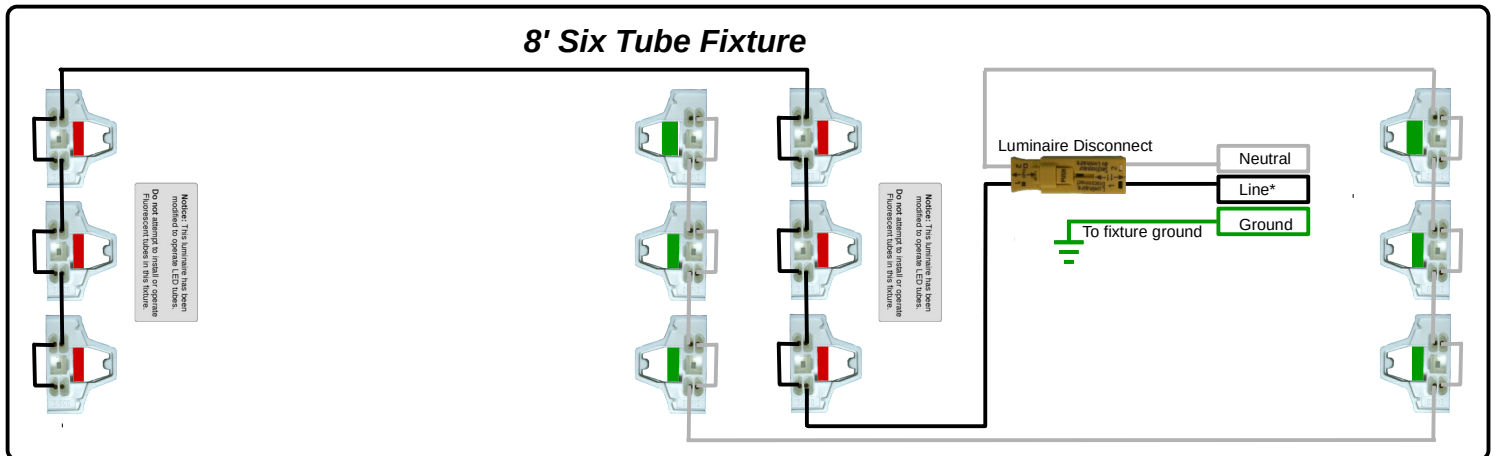 8' Six Tube Fixture
Notice: This luminaire has been
modified to operate LED tubes.
Do not attempt to install or operate
Fluorescent tubes in this fixture.
Notice: This luminaire has been
modified to operate LED tubes.
Do not attempt to install or operate
Fluorescent tubes in this fixture.
Luminaire Disconnect
Neutral
Line*
Ground
To fixture ground